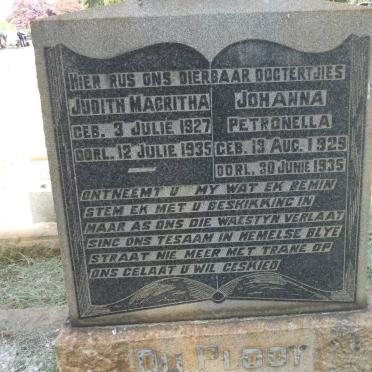 HIER RUS ONS DIERBAAR DOGTERTJIES
JUDITH MAGRITHA
GEB. 3 JULIE 1927
OORL. 12 JULIE 1935
JOHANNA
PETRONELLA
GEB. 13 AUG. 1929
OORL. 30 JUNIE 1935
ONTNEEMT U MY WAT EK BEMIN
STEM EK MET U BESKIKKING IN
MAAR AS ONS DIE WAESTYN VERLAAT
SING ONS TESAAM IN HEMELSE BLYE
STRAAT NIE MEER MET TRANE OP
ONS GELAAT U WIL GESKIED
DU PLOOY